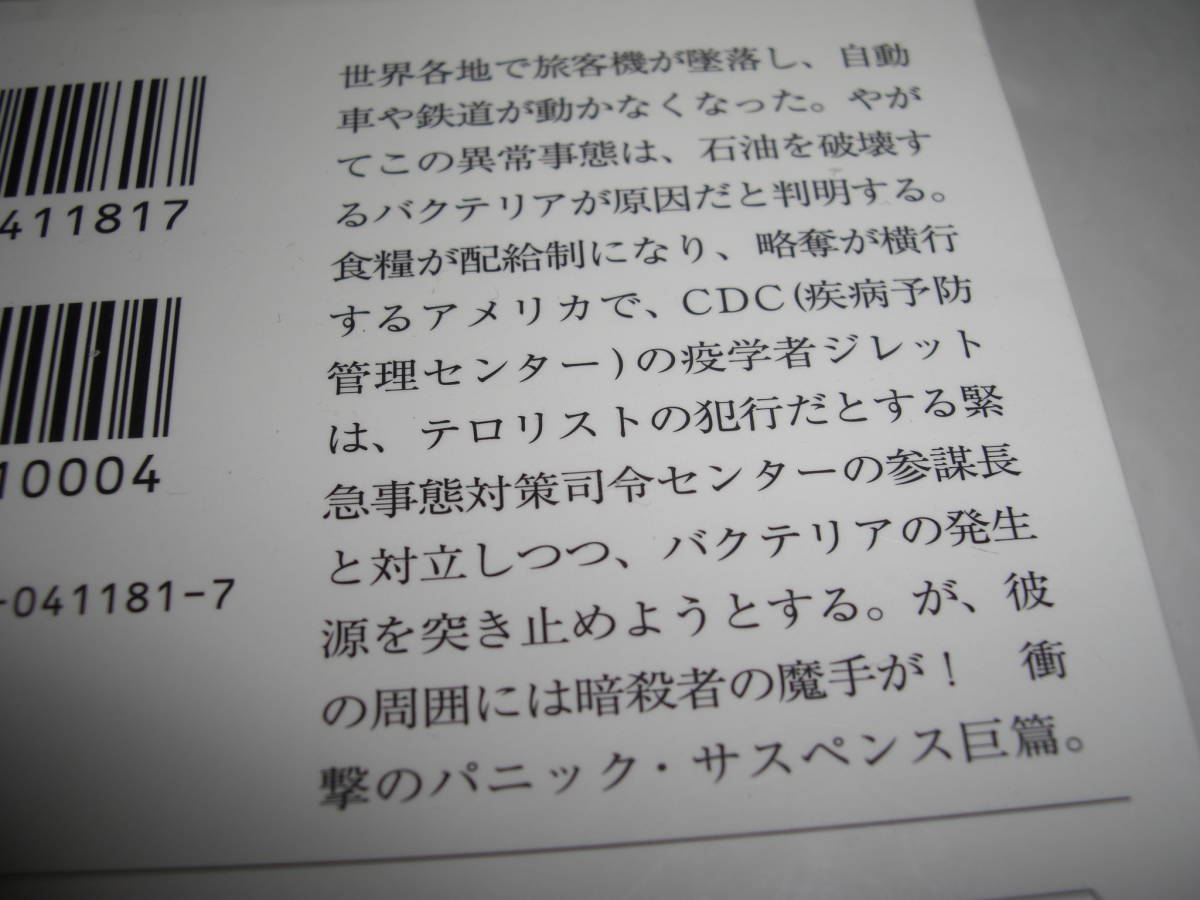 411817
10004
-041181-7
世界各地で旅客機が墜落し、自動
車や鉄道が動かなくなった。やが
てこの異常事態は、石油を破壊す
るバクテリアが原因だと判明する。
食糧が配給制になり、略奪が横行
するアメリカで、CDC(疾病予防
管理センター)の疫学者ジレット
は、テロリストの犯行だとする緊
急事態対策司令センターの参謀長
と対立しつつ、バクテリアの発生
源を突き止めようとする。が、彼
の周囲には暗殺者の魔手が！　衝
撃のパニック・サスペンス巨篇。